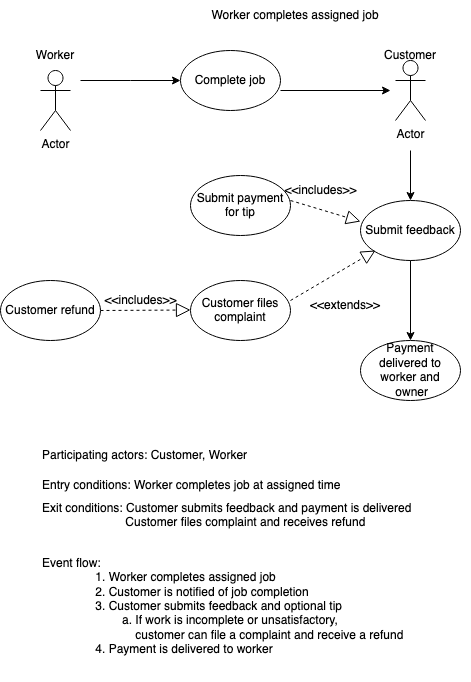 Worker completes assigned job
Worker
Customer
Complete job
Actor
Actor
<<includes>>
Submit payment
for tip
Submit feedback
<<includes>>
Customer refund
Customer files
complaint
<<extends>>
Payment
delivered to
worker and
owner
Participating actors: Customer, Worker
Entry conditions: Worker completes job at assigned time
Exit conditions: Customer submits feedback and payment is delivered
Customer files complaint and receives refund
Event flow:
1. Worker completes assigned job
2. Customer is notified of job completion
3. Customer submits feedback and optional tip
a. If work is incomplete or unsatisfactory,
customer can file a complaint and receive a refund
4. Payment is delivered to worker